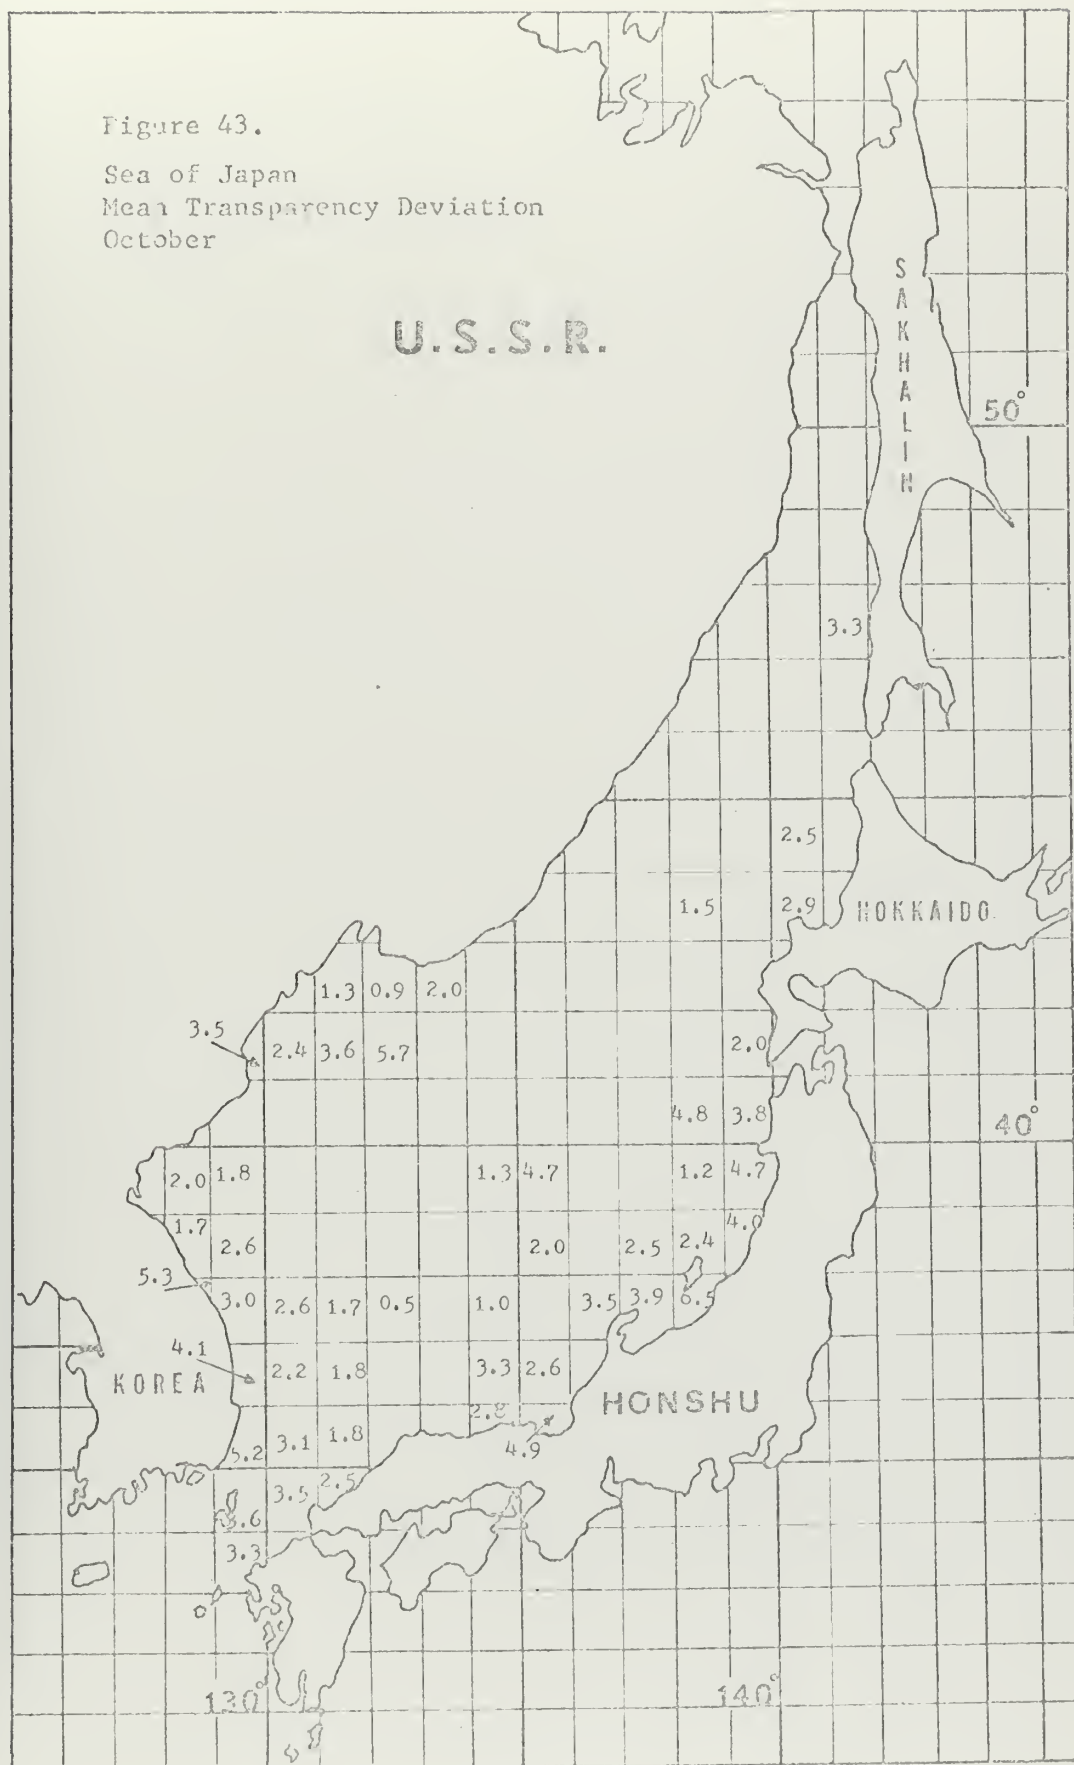 Figure 43.
Sea of Japan
Mean Transparency Deviation
October
U.S.S.R.
SAKHALIN
50°
3.3
2.5
1.5 2.9 HOKKAIDO
1.3 0.9 2.0
3.5
2.4 3.6 5.7 2.0
4.8 3.8 40°
2.0 1.8 1.3 4.7 1.2 4.7
1.7 4.0
2.6 2.0 2.5 2.4
5.3
3.0 2.6 1.7 0.5 1.0 3.5 3.9 6.5
4.1
KOREA 2.2 1.8 3.3 2.6 HONSHU
2.8
5.2 3.1 1.8 4.9
3.5 2.5
3.3
130° 140°